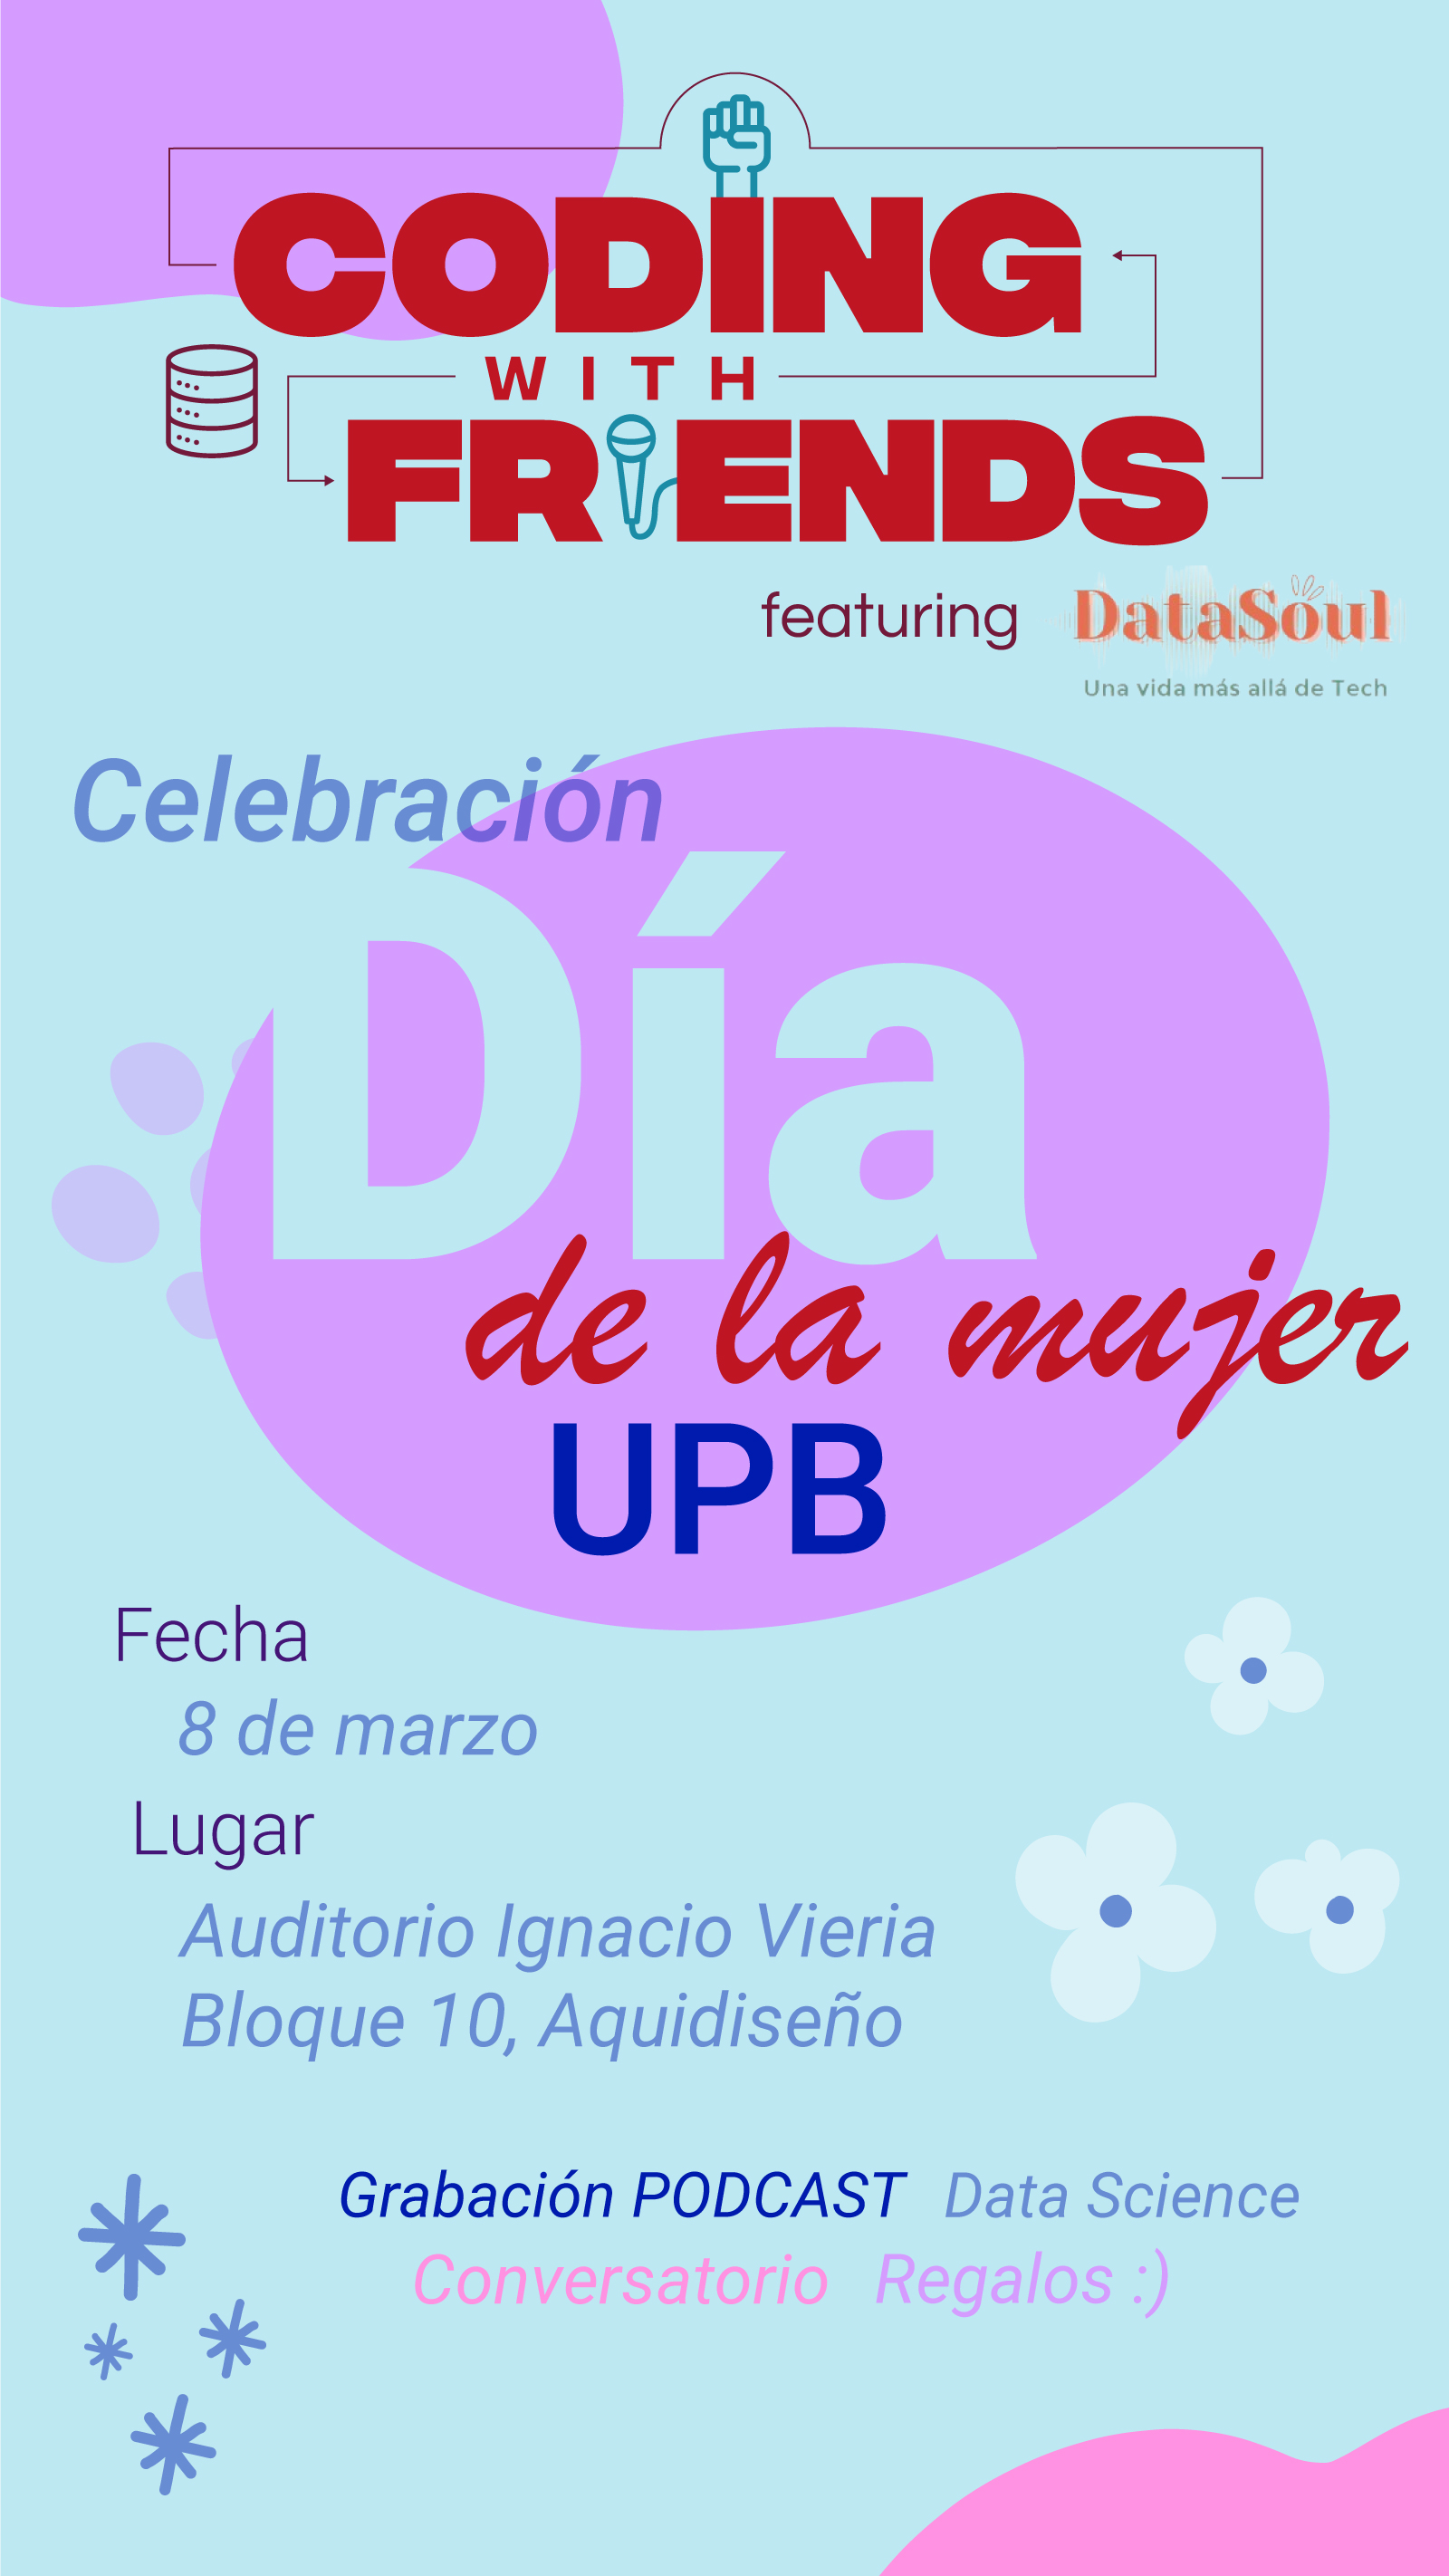 CODING
WITH
FRIENDS
featuring DataSoul
Una vida más allá de Tech
Celebración
Día
de la mujer
UPB
Fecha
8 de marzo
Lugar
Auditorio Ignacio Vieria
Bloque 10, Aquidiseño
Grabación PODCAST Data Science
Conversatorio Regalos :)